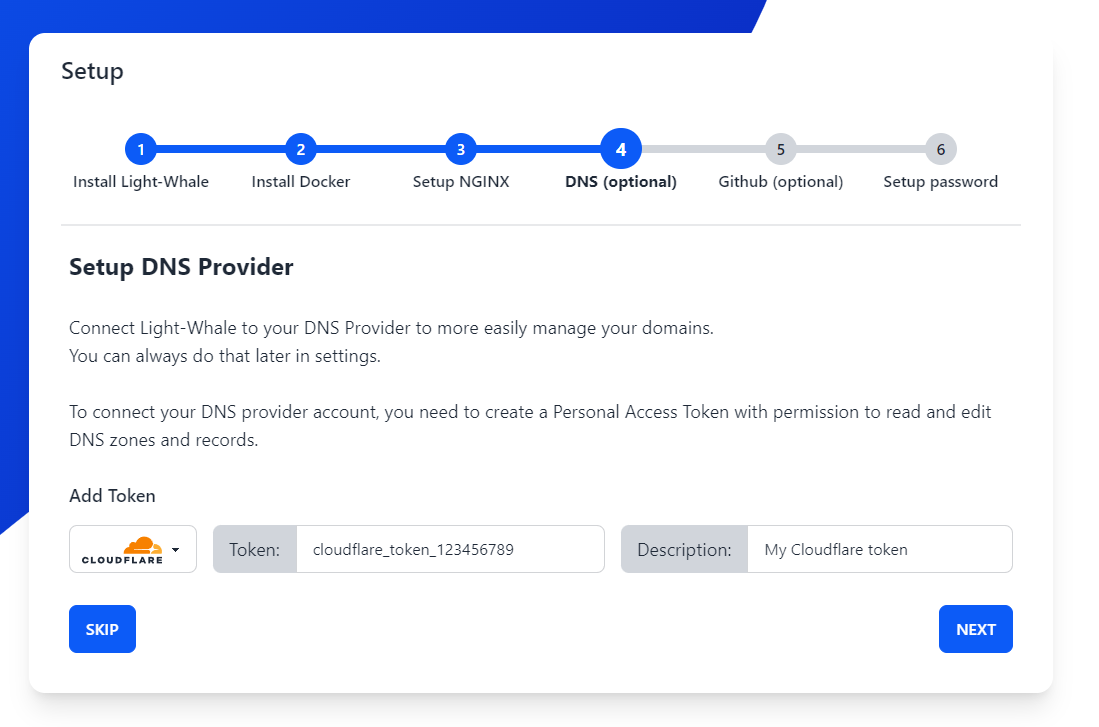 Setup
1 2 3 4 5 6
Install Light-Whale Install Docker Setup NGINX DNS (optional) Github (optional) Setup password
Setup DNS Provider
Connect Light-Whale to your DNS Provider to more easily manage your domains.
You can always do that later in settings.
To connect your DNS provider account, you need to create a Personal Access Token with permission to read and edit
DNS zones and records.
Add Token
CLOUDFLARE Token: cloudflare_token_123456789 Description: My Cloudflare token
SKIP NEXT